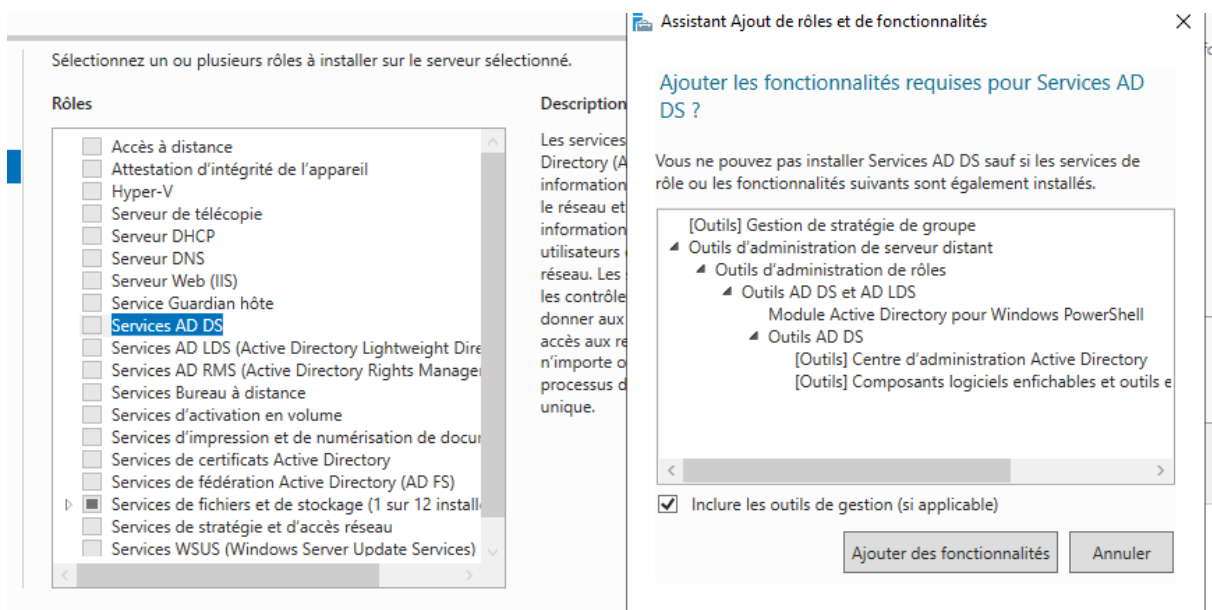 Sélectionnez un ou plusieurs rôles à installer sur le serveur sélectionné.
Rôles
Accès à distance
Attestation d'intégrité de l'appareil
Hyper-V
Serveur de télécopie
Serveur DHCP
Serveur DNS
Serveur Web (IIS)
Service Guardian hôte
Services AD DS
Services AD LDS (Active Directory Lightweight Dire
Services AD RMS (Active Directory Rights Manage
Services Bureau à distance
Services d'activation en volume
Services d'impression et de numérisation de docu
Services de certificats Active Directory
Services de fédération Active Directory (AD FS)
Services de fichiers et de stockage (1 sur 12 install
Services de stratégie et d'accès réseau
Services WSUS (Windows Server Update Services)
Description
Les services
Directory (A
information
le réseau et
information
utilisateurs
réseau. Les
les contrôle
donner aux
accès aux re
n'importe o
processus d
unique.
Assistant Ajout de rôles et de fonctionnalités
Ajouter les fonctionnalités requises pour Services AD
DS ?
Vous ne pouvez pas installer Services AD DS sauf si les services de
rôle ou les fonctionnalités suivants sont également installés.
[Outils] Gestion de stratégie de groupe
Outils d'administration de serveur distant
Outils d'administration de rôles
Outils AD DS et AD LDS
Module Active Directory pour Windows PowerShell
Outils AD DS
[Outils] Centre d'administration Active Directory
[Outils] Composants logiciels enfichables et outils e
Inclure les outils de gestion (si applicable)
Ajouter des fonctionnalités
Annuler